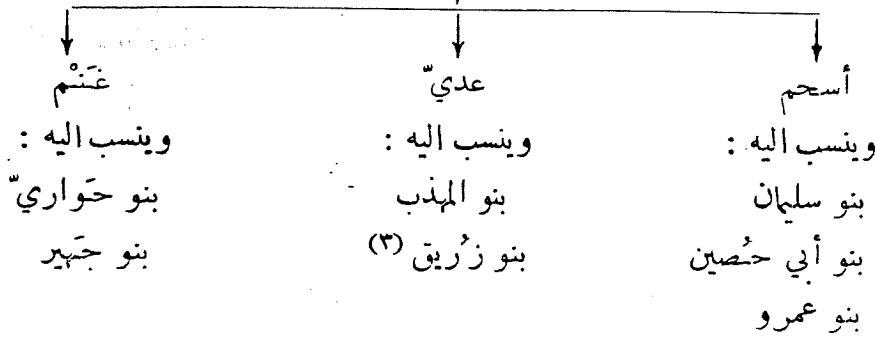 أسحم
وينسب اليه :
بنو سليمان
بنو أبي حُصين
بنو عمرو
عديّ
وينسب اليه :
بنو المهذب
بنو زُريق (٣)
غَنْم
وينسب اليه :
بنو حَواريّ
بنو جَهير